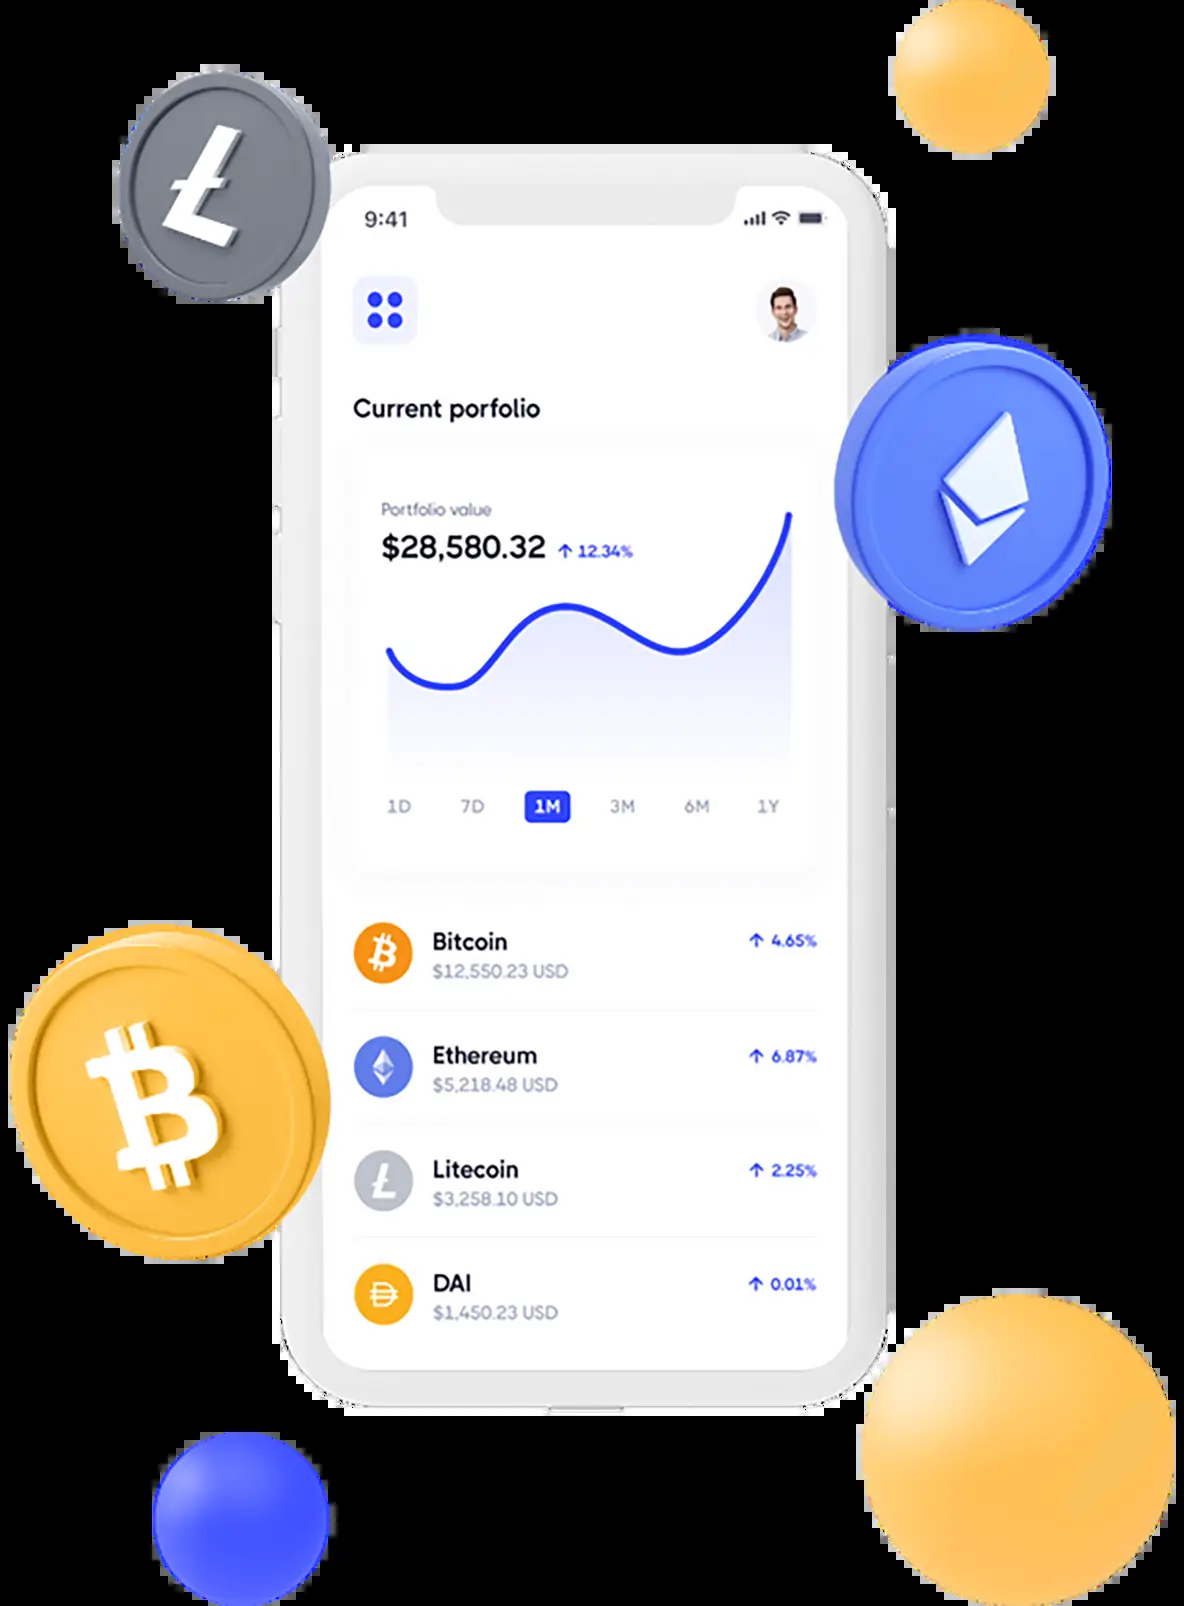 9:41
Current porfolio
Portfolio value
$28,580.32 ↑ 12.34%
1D 7D 1M 3M 6M 1Y
Bitcoin ↑ 4.65%
$12,550.23 USD
Ethereum ↑ 6.87%
$5,218.48 USD
Litecoin ↑ 2.25%
$3,258.10 USD
DAI ↑ 0.01%
$1,450.23 USD